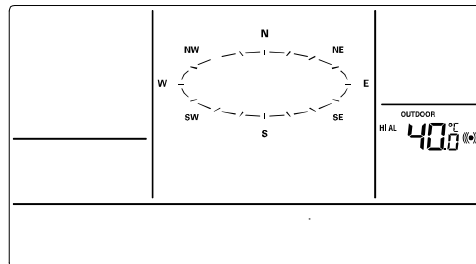 N
NW NE
W E
SW SE
S
OUTDOOR
HI AL 40.0 °C